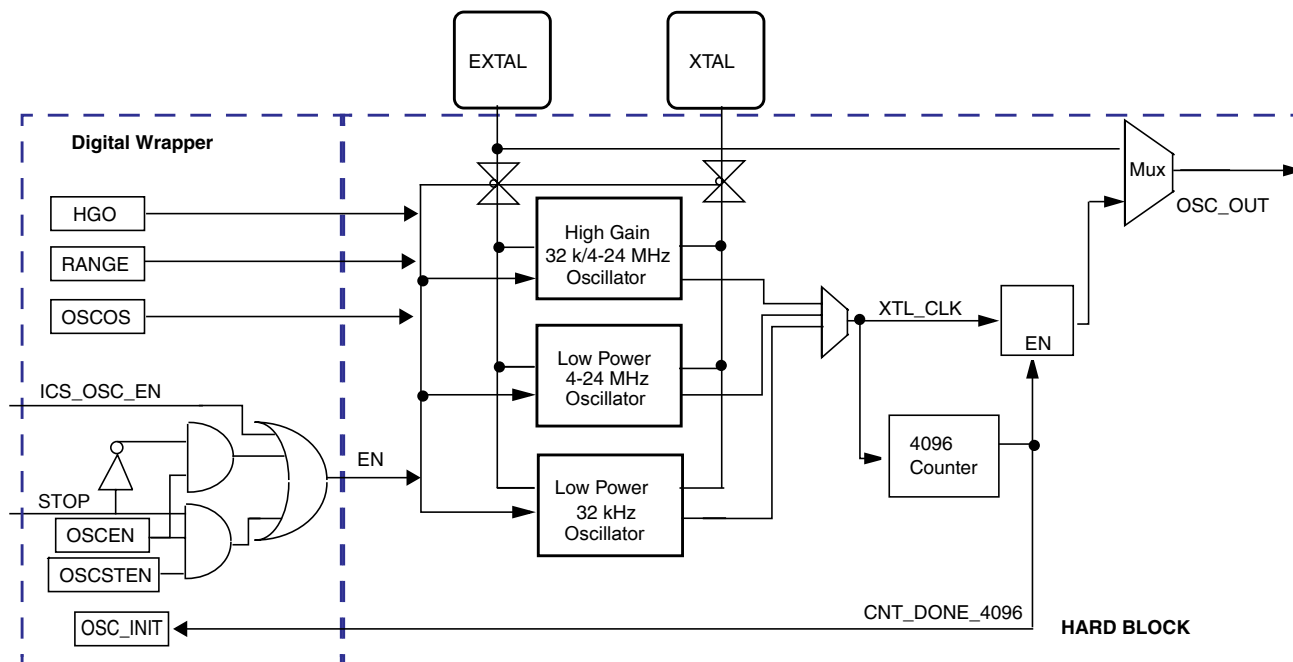 EXTAL
XTAL
Digital Wrapper
Mux
OSC_OUT
HGO
RANGE
OSCOS
High Gain
32 k/4-24 MHz
Oscillator
XTL_CLK
EN
Low Power
4-24 MHz
Oscillator
ICS_OSC_EN
4096
Counter
EN
STOP
Low Power
32 kHz
Oscillator
OSCEN
OSCSTEN
OSC_INIT
CNT_DONE_4096
HARD BLOCK